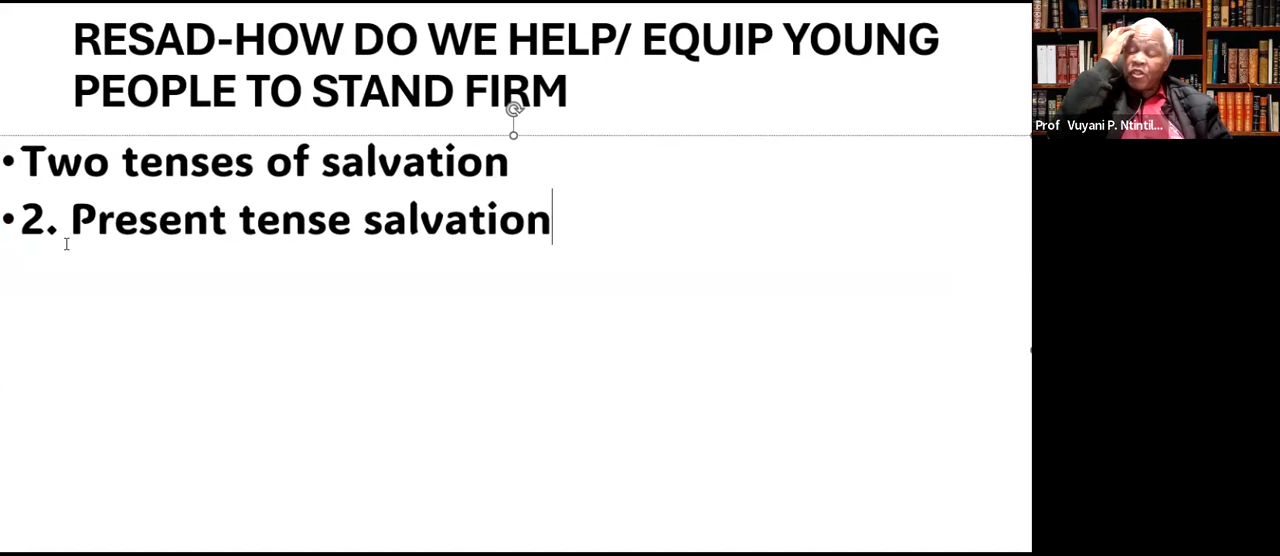 RESAD-HOW DO WE HELP/ EQUIP YOUNG
PEOPLE TO STAND FIRM
•Two tenses of salvation
•2. Present tense salvation
Prof Vuyani P. Ntintil...